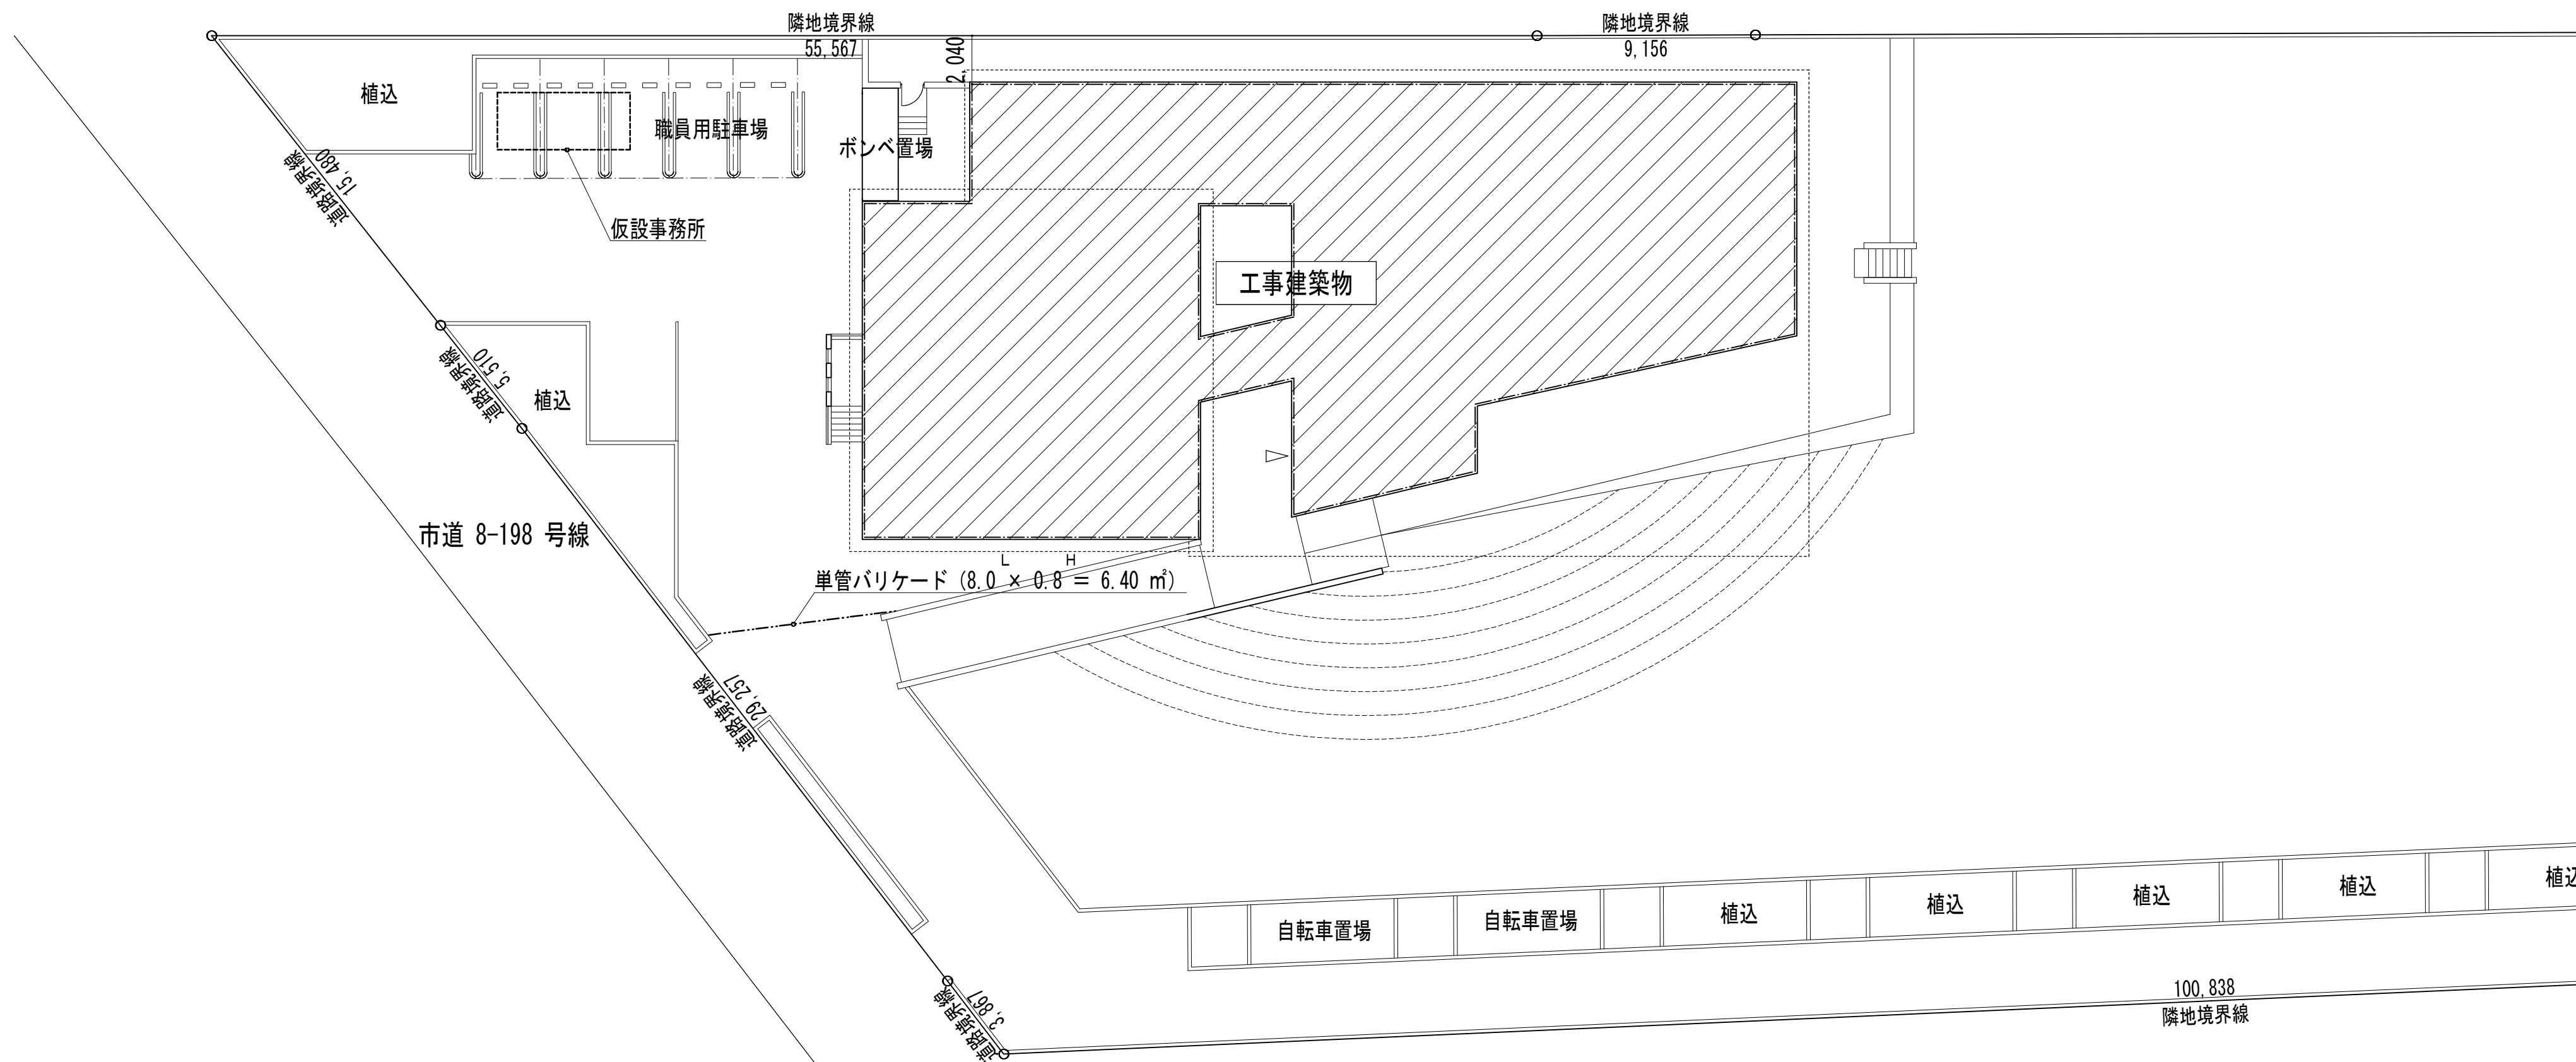 隣地境界線
55,567
2,040
隣地境界線
9,156
植込
職員用駐車場
ボンベ置場
15,480
道路境界線
仮設事務所
工事建築物
5,510
道路境界線
植込
市道 8-198 号線
L H
単管バリケード (8.0 × 0.8 = 6.40 ㎡)
29,257
道路境界線
自転車置場
自転車置場
植込
植込
植込
植込
植込
3,867
道路境界線
100,838
隣地境界線